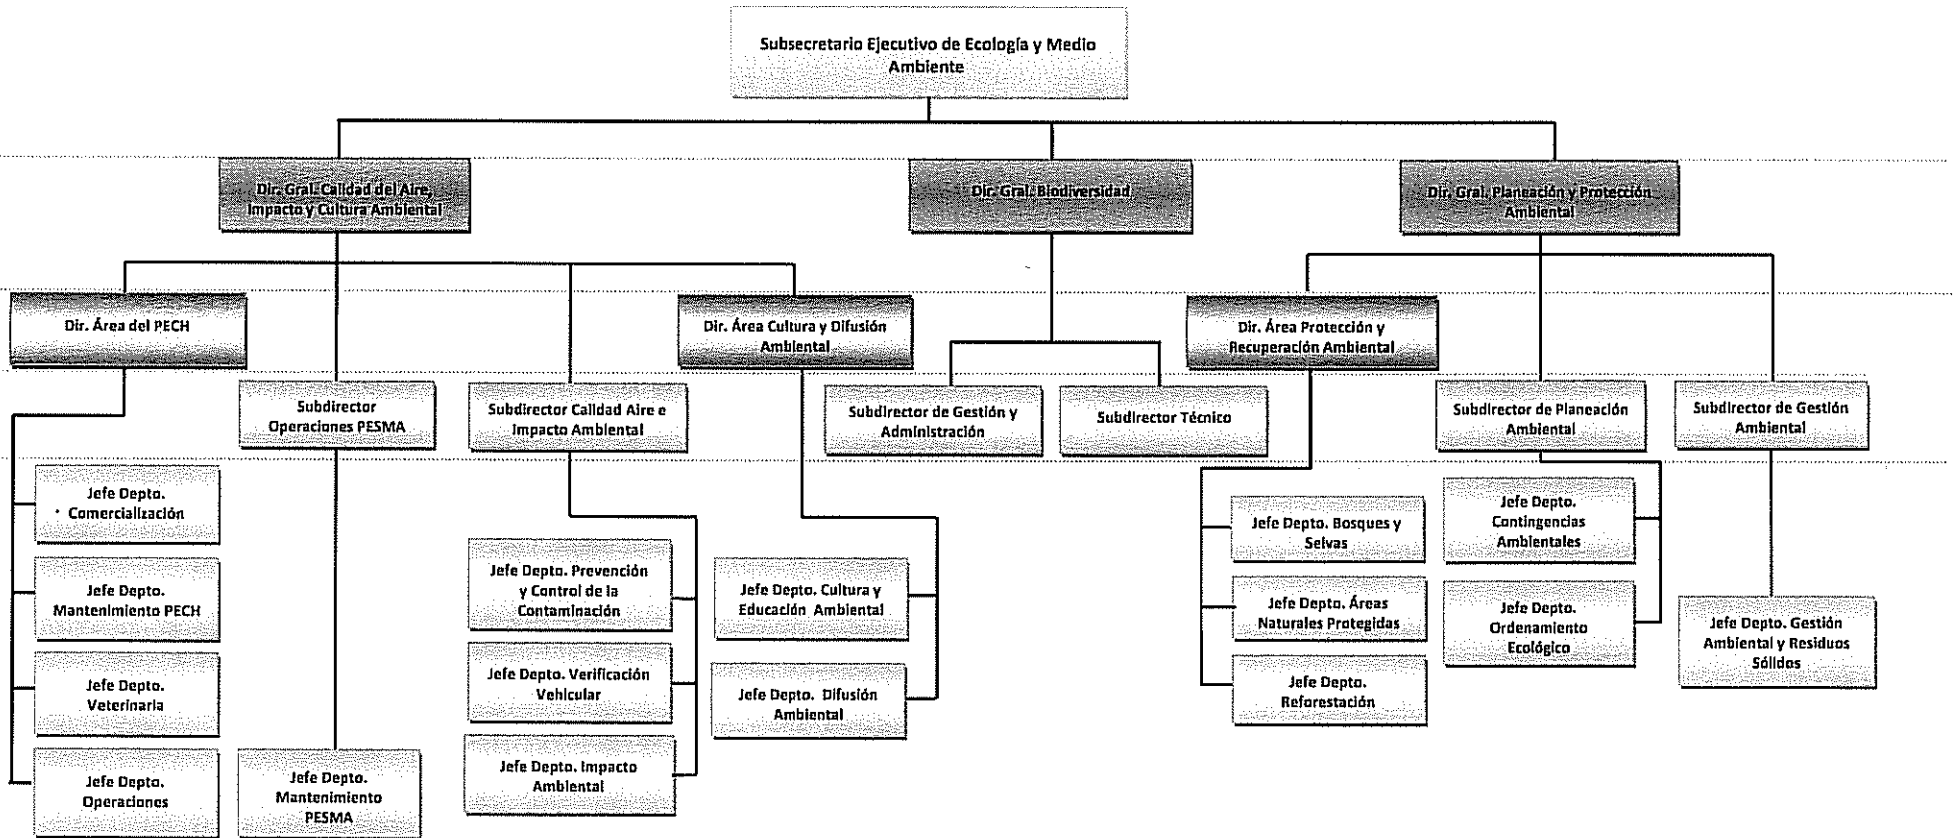 Subsecretario Ejecutivo de Ecología y Medio
Ambiente
Dir. Gral. Calidad del Aire,
Impacto y Cultura Ambiental
Dir. Gral. Biodiversidad
Dir. Gral. Planeación y Protección
Ambiental
Dir. Área del PECH
Dir. Área Cultura y Difusión
Ambiental
Dir. Área Protección y
Recuperación Ambiental
Subdirector
Operaciones PESMA
Subdirector Calidad Aire e
Impacto Ambiental
Subdirector de Gestión y
Administración
Subdirector Técnico
Subdirector de Planeación
Ambiental
Subdirector de Gestión
Ambiental
Jefe Depto.
Comercialización
Jefe Depto.
Mantenimiento PECH
Jefe Depto.
Veterinaria
Jefe Depto.
Operaciones
Jefe Depto.
Mantenimiento
PESMA
Jefe Depto. Prevención
y Control de la
Contaminación
Jefe Depto. Verificación
Vehicular
Jefe Depto. Impacto
Ambiental
Jefe Depto. Cultura y
Educación Ambiental
Jefe Depto. Difusión
Ambiental
Jefe Depto. Bosques y
Selvas
Jefe Depto. Áreas
Naturales Protegidas
Jefe Depto.
Reforestación
Jefe Depto.
Contingencias
Ambientales
Jefe Depto.
Ordenamiento
Ecológico
Jefe Depto. Gestión
Ambiental y Residuos
Sólidos